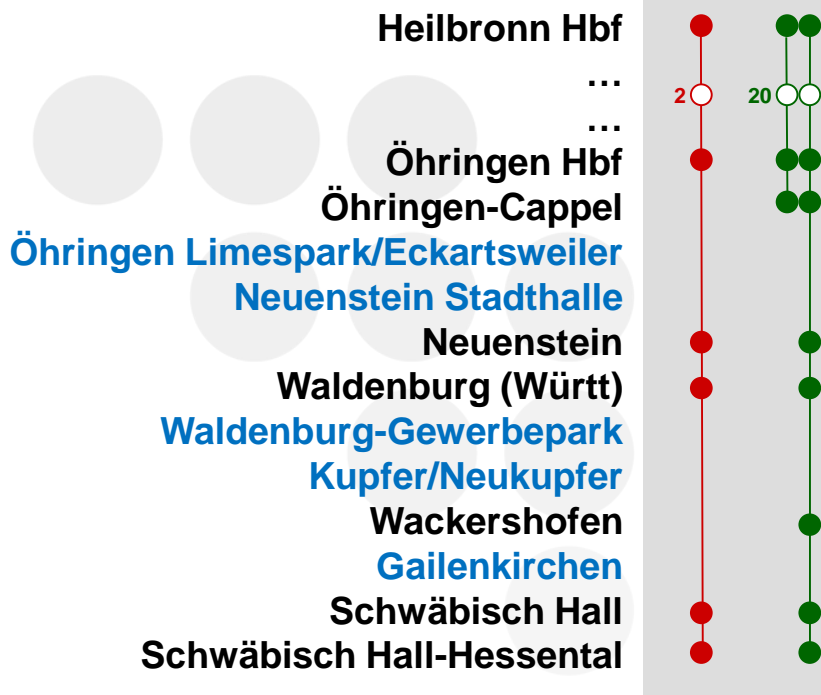 Heilbronn Hbf
…
2 20
…
Öhringen Hbf
Öhringen-Cappel
Öhringen Limespark/Eckartsweiler
Neuenstein Stadthalle
Neuenstein
Waldenburg (Württ)
Waldenburg-Gewerbepark
Kupfer/Neukupfer
Wackershofen
Gailenkirchen
Schwäbisch Hall
Schwäbisch Hall-Hessental